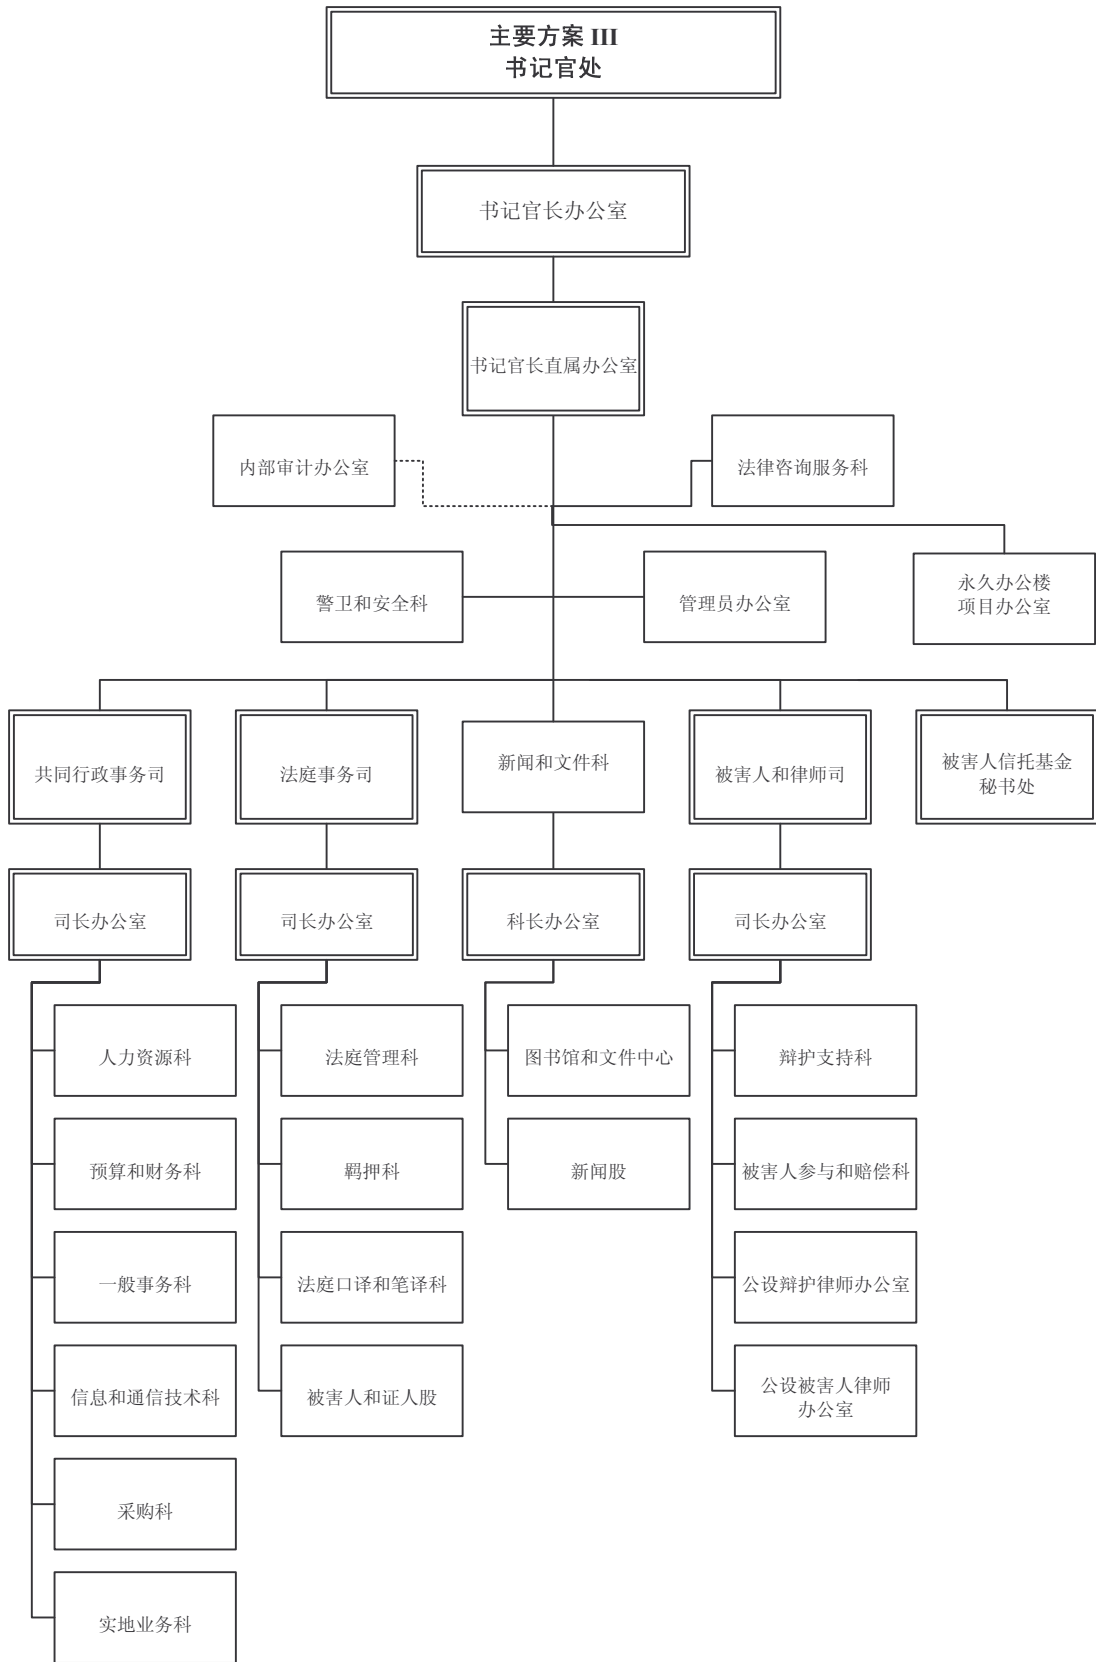 主要方案 III
书记官处
书记官长办公室
书记官长直属办公室
内部审计办公室
法律咨询服务科
警卫和安全科
管理员办公室
永久办公楼
项目办公室
共同行政事务司
法庭事务司
新闻和文件科
被害人和律师司
被害人信托基金
秘书处
司长办公室
司长办公室
科长办公室
司长办公室
人力资源科
法庭管理科
图书馆和文件中心
辩护支持科
预算和财务科
羁押科
新闻股
被害人参与和赔偿科
一般事务科
法庭口译和笔译科
公设辩护律师办公室
信息和通信技术科
被害人和证人股
公设被害人律师
办公室
采购科
实地业务科